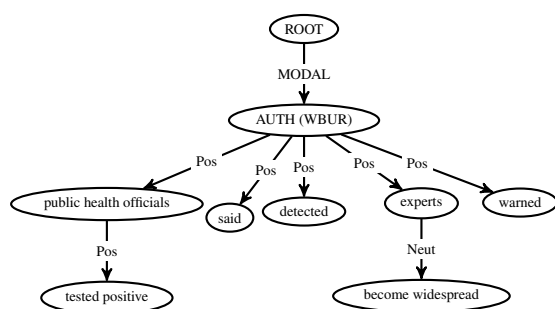 ROOT
MODAL
AUTH (WBUR)
Pos Pos Pos Pos Pos
public health officials said detected experts warned
Pos Neut
tested positive become widespread